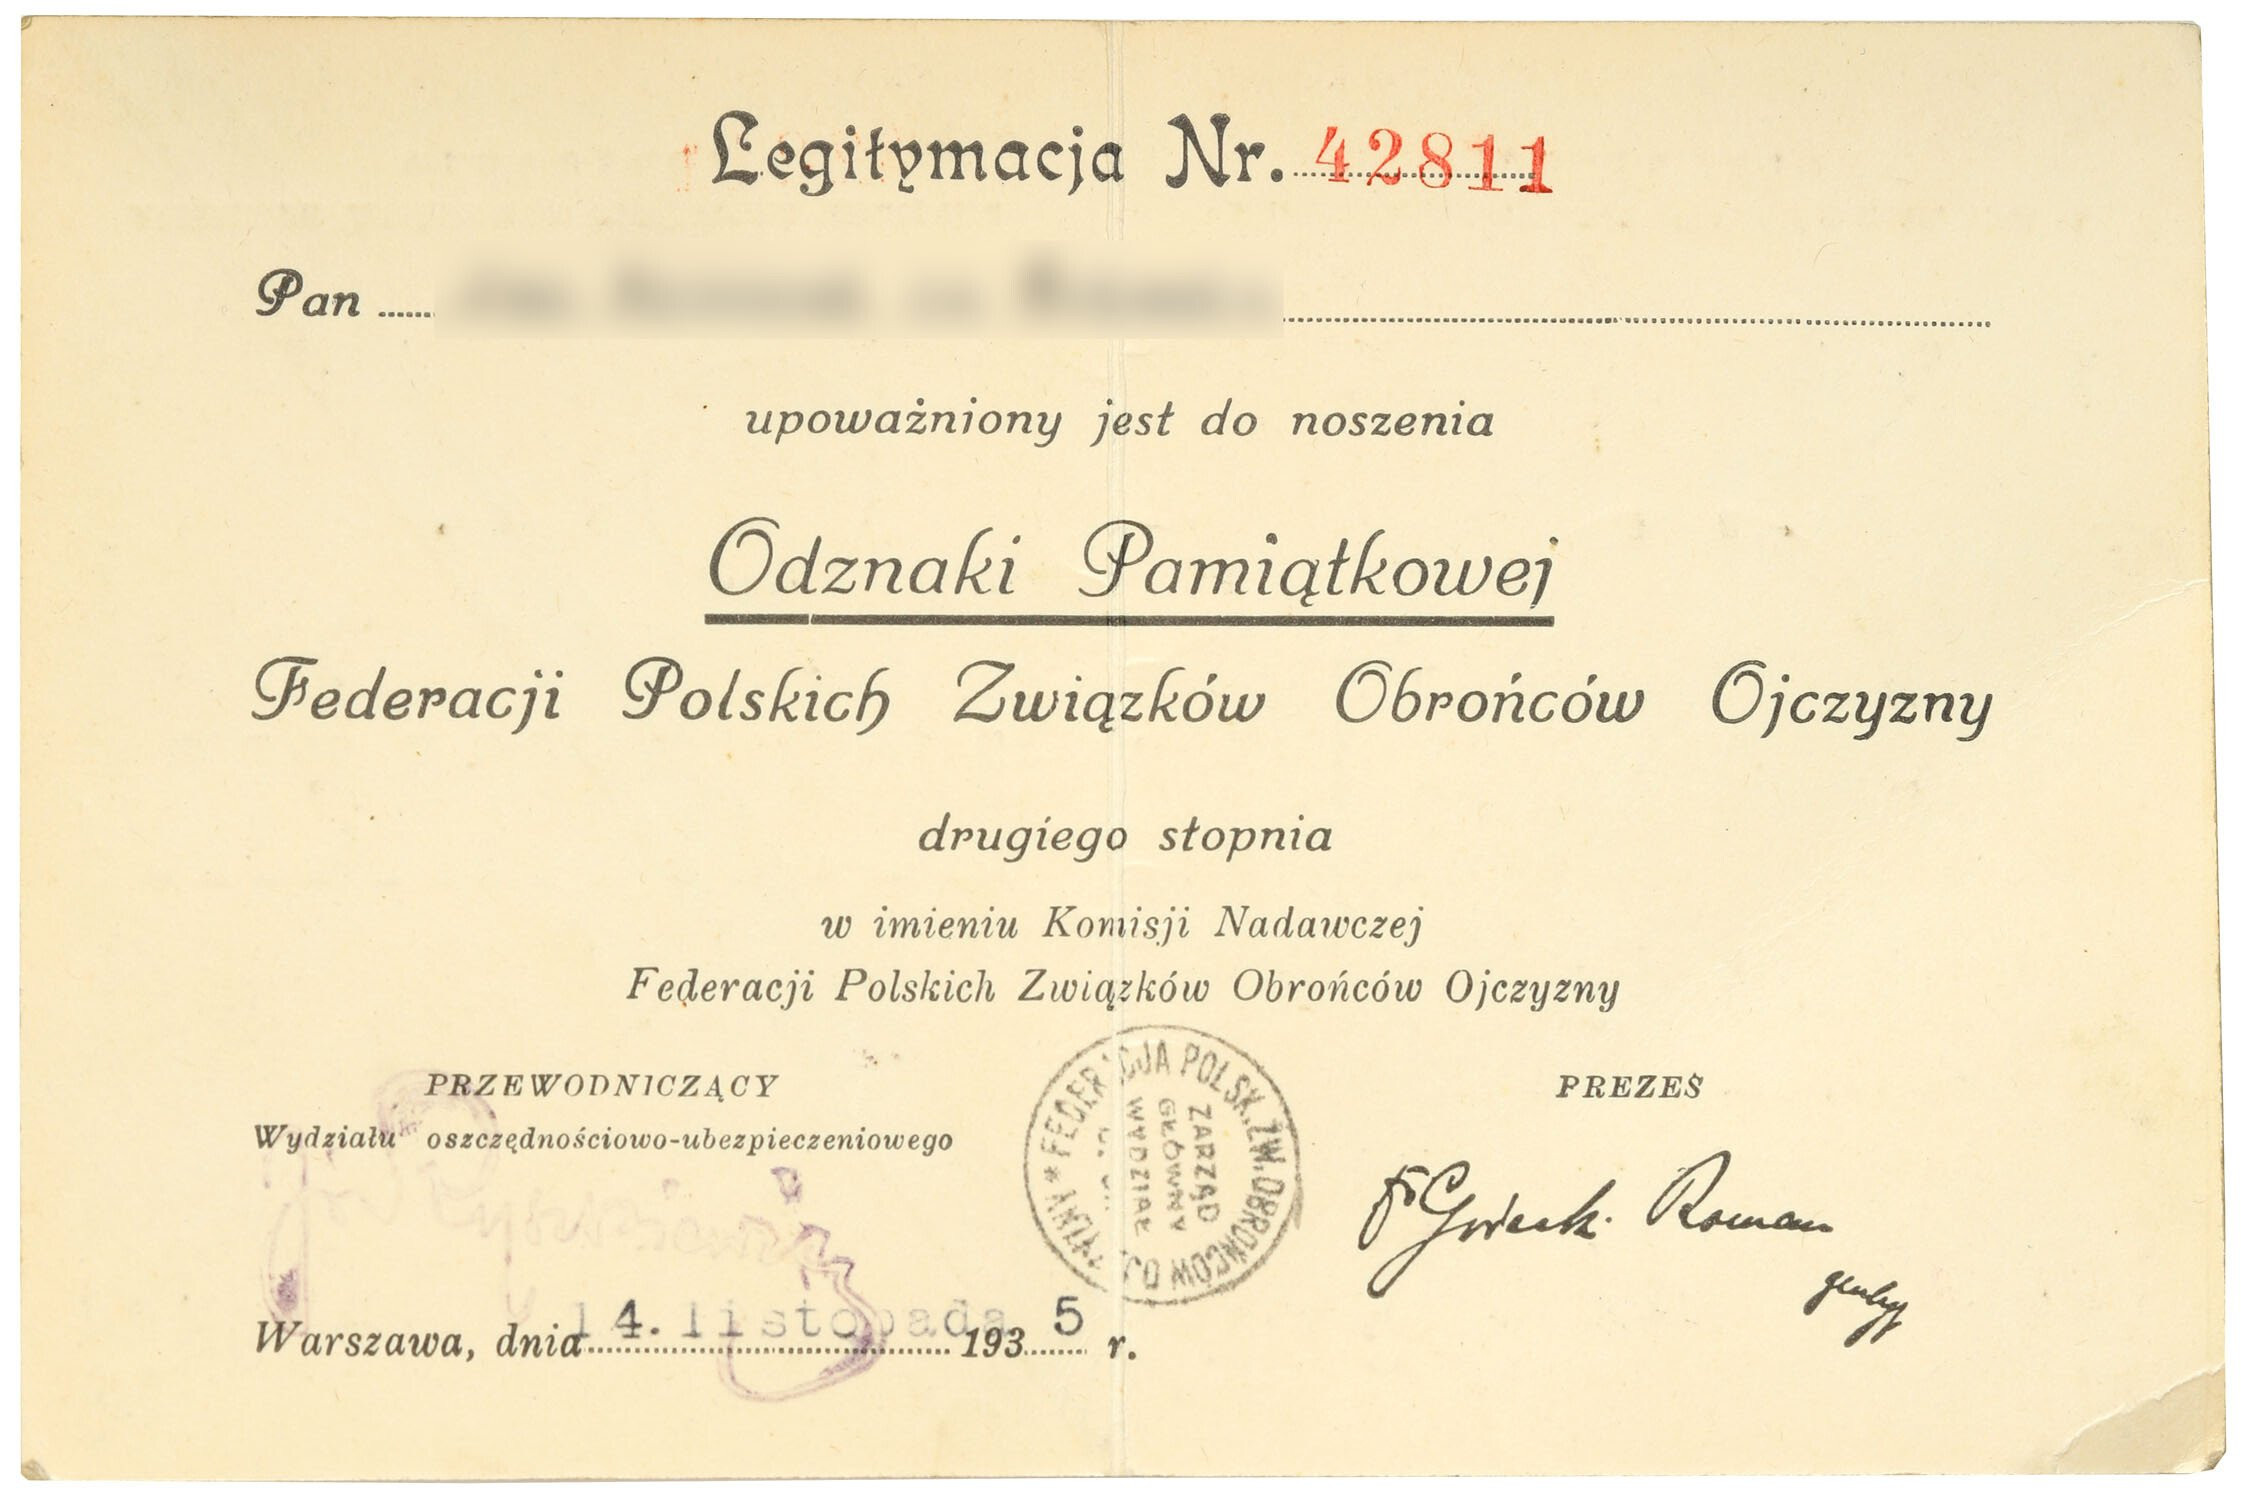 Legitymacja Nr. 42811
Pan
upoważniony jest do noszenia
Odznaki Pamiątkowej
Federacji Polskich Związków Obrońców Ojczyzny
drugiego stopnia
w imieniu Komisji Nadawczej
Federacji Polskich Związków Obrońców Ojczyzny
PRZEWODNICZĄCY
Wydziału oszczędnościowo-ubezpieczeniowego
FEDERACJA POLSK. ZW. OBROŃCÓW
ZARZĄD
GŁÓWNY
WYDZIAŁ
PREZES
Roman
Warszawa, dnia 14. listopada 1935 r.